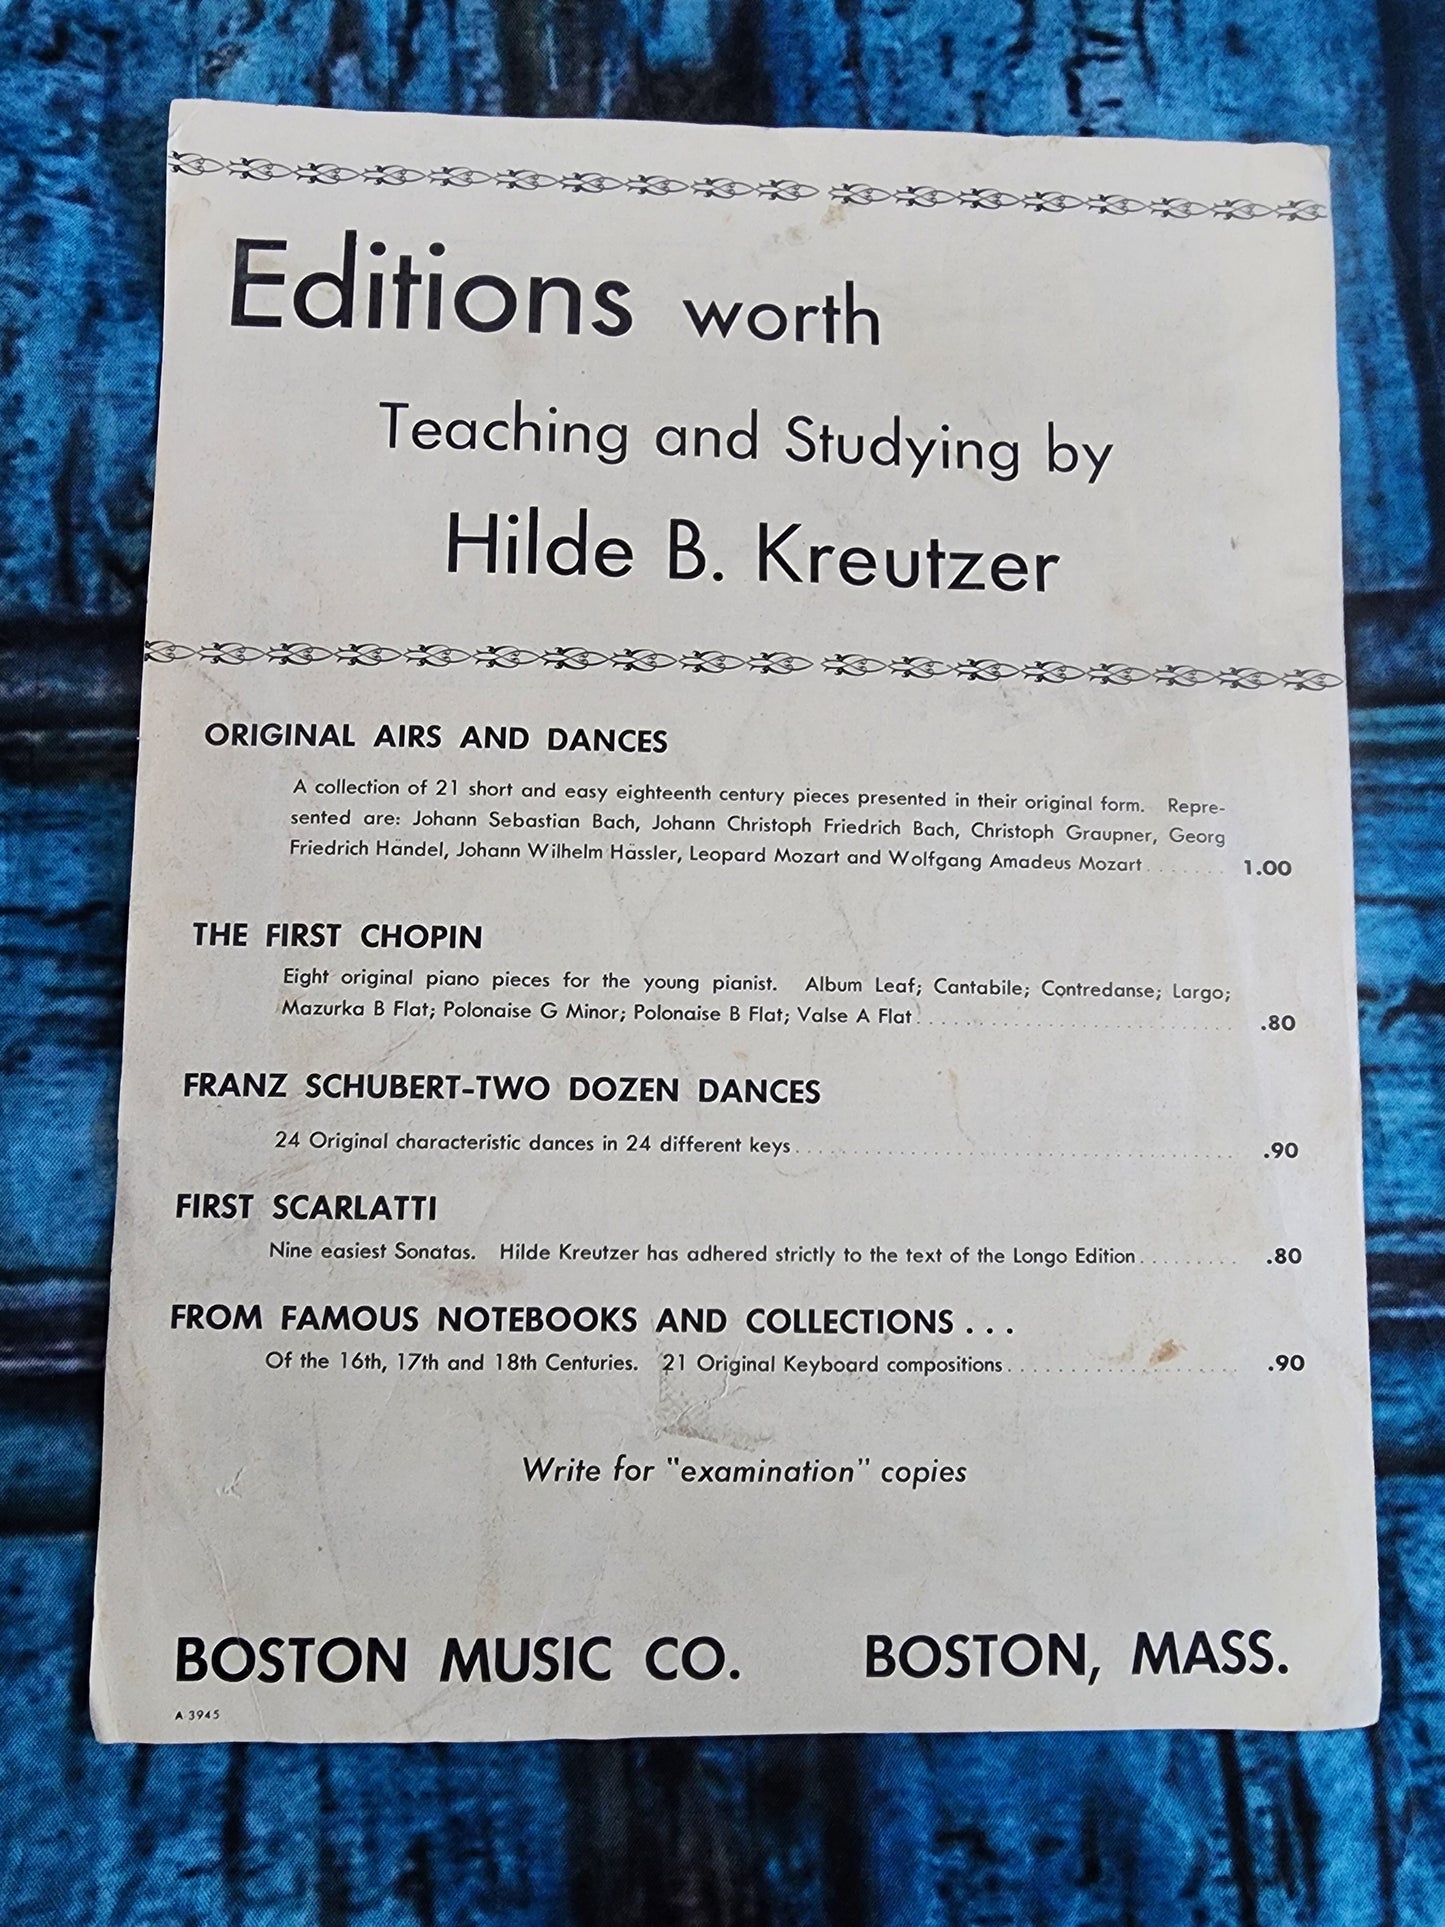 Editions worth
Teaching and Studying by
Hilde B. Kreutzer
ORIGINAL AIRS AND DANCES
A collection of 21 short and easy eighteenth century pieces presented in their original form. Repre-
sented are: Johann Sebastian Bach, Johann Christoph Friedrich Bach, Christoph Graupner, Georg
Friedrich Händel, Johann Wilhelm Hässler, Leopard Mozart and Wolfgang Amadeus Mozart . . . . . . . 1.00
THE FIRST CHOPIN
Eight original piano pieces for the young pianist. Album Leaf; Cantabile; Contredanse; Largo;
Mazurka B Flat; Polonaise G Minor; Polonaise B Flat; Valse A Flat . . . . . . . . . . . . . . . . . . . . . . . . . . .80
FRANZ SCHUBERT-TWO DOZEN DANCES
24 Original characteristic dances in 24 different keys . . . . . . . . . . . . . . . . . . . . . . . . . . . . . . . . . . . . .90
FIRST SCARLATTI
Nine easiest Sonatas. Hilde Kreutzer has adhered strictly to the text of the Longo Edition . . . . . . . . . .80
FROM FAMOUS NOTEBOOKS AND COLLECTIONS . . .
Of the 16th, 17th and 18th Centuries. 21 Original Keyboard compositions . . . . . . . . . . . . . . . . . . . .90
Write for "examination" copies
BOSTON MUSIC CO. BOSTON, MASS.
A 3945